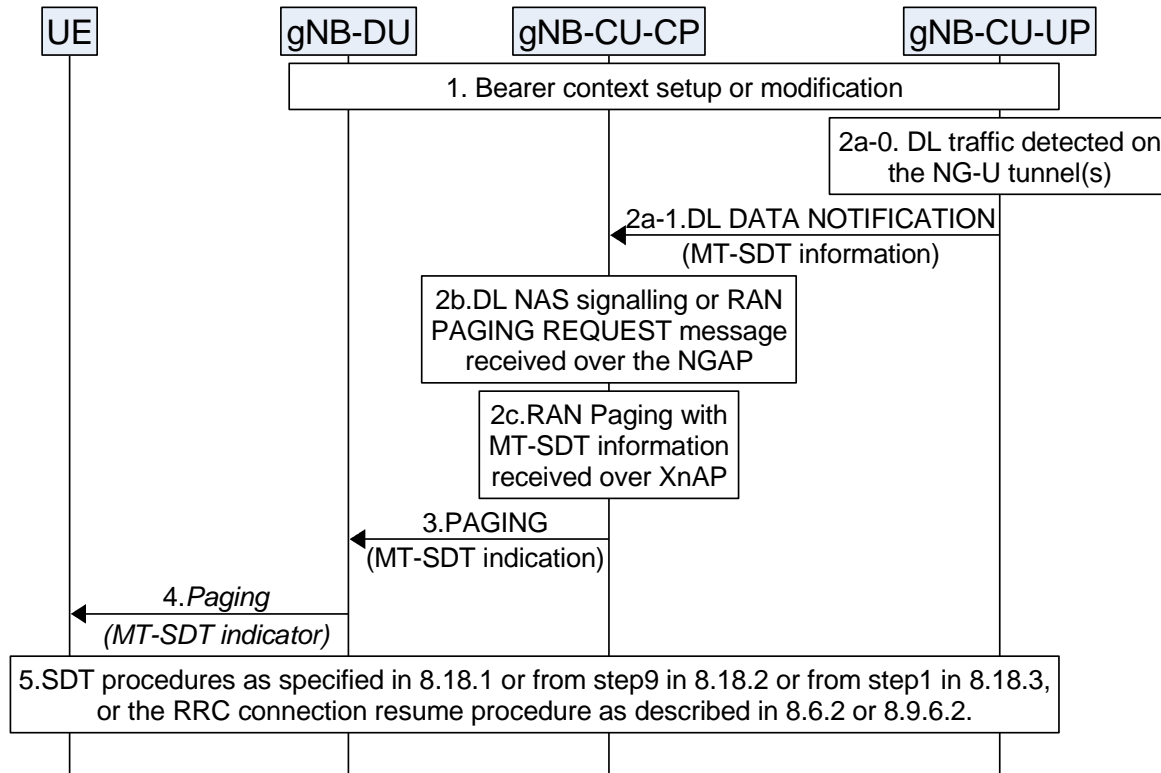 UE
gNB-DU
gNB-CU-CP
gNB-CU-UP
1. Bearer context setup or modification
2a-0. DL traffic detected on
the NG-U tunnel(s)
2a-1.DL DATA NOTIFICATION
(MT-SDT information)
2b.DL NAS signalling or RAN
PAGING REQUEST message
received over the NGAP
2c.RAN Paging with
MT-SDT information
received over XnAP
3.PAGING
(MT-SDT indication)
4.Paging
(MT-SDT indicator)
5.SDT procedures as specified in 8.18.1 or from step9 in 8.18.2 or from step1 in 8.18.3,
or the RRC connection resume procedure as described in 8.6.2 or 8.9.6.2.